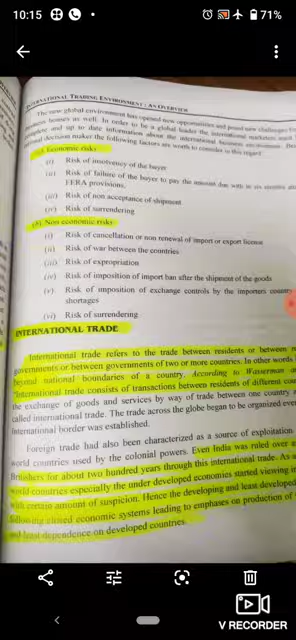 10:15
71%
INTERNATIONAL TRADING ENVIRONMENT : AN OVERVIEW
The new global environment has opened new opportunities and posed new challenges
business houses as well. In order to be a global leader the international marketers
complete and up to date information about the international business environment.
decision makes the following factors are worth to consider in this regard
Economic risks
(i) Risk of insolvency of the buyer
(ii) Risk of failure of the buyer to pay the amount due with in six months
FERA provisions.
(iii) Risk of non acceptance of shipment
(iv) Risk of surrendering
(b) Non economic risks
(i) Risk of cancellation or non renewal of import or export licence
(ii) Risk of war between the countries
(iii) Risk of expropriation
(iv) Risk of imposition of import ban after the shipment of the goods
(v) Risk of imposition of exchange controls by the importers country
shortages
(vi) Risk of surrendering
INTERNATIONAL TRADE
International trade refers to the trade between residents or between
governments or between governments of two or more countries. In other words
beyond national boundaries of a country. According to Wasserman
"International trade consists of transactions between residents of different
the exchange of goods and services by way of trade between one country
called international trade. The trade across the globe began to be organized
International border was established.
Foreign trade had also been characterized as a source of exploitation
world countries used by the colonial powers. Even India was ruled over
Britishers for about two hundred years through this international trade. As
world countries especially the under developed economies started viewing
with certain amount of suspicion. Hence the developing and least developed
following closed economic systems leading to emphases on production of
and least dependence on developed countries.
V RECORDER